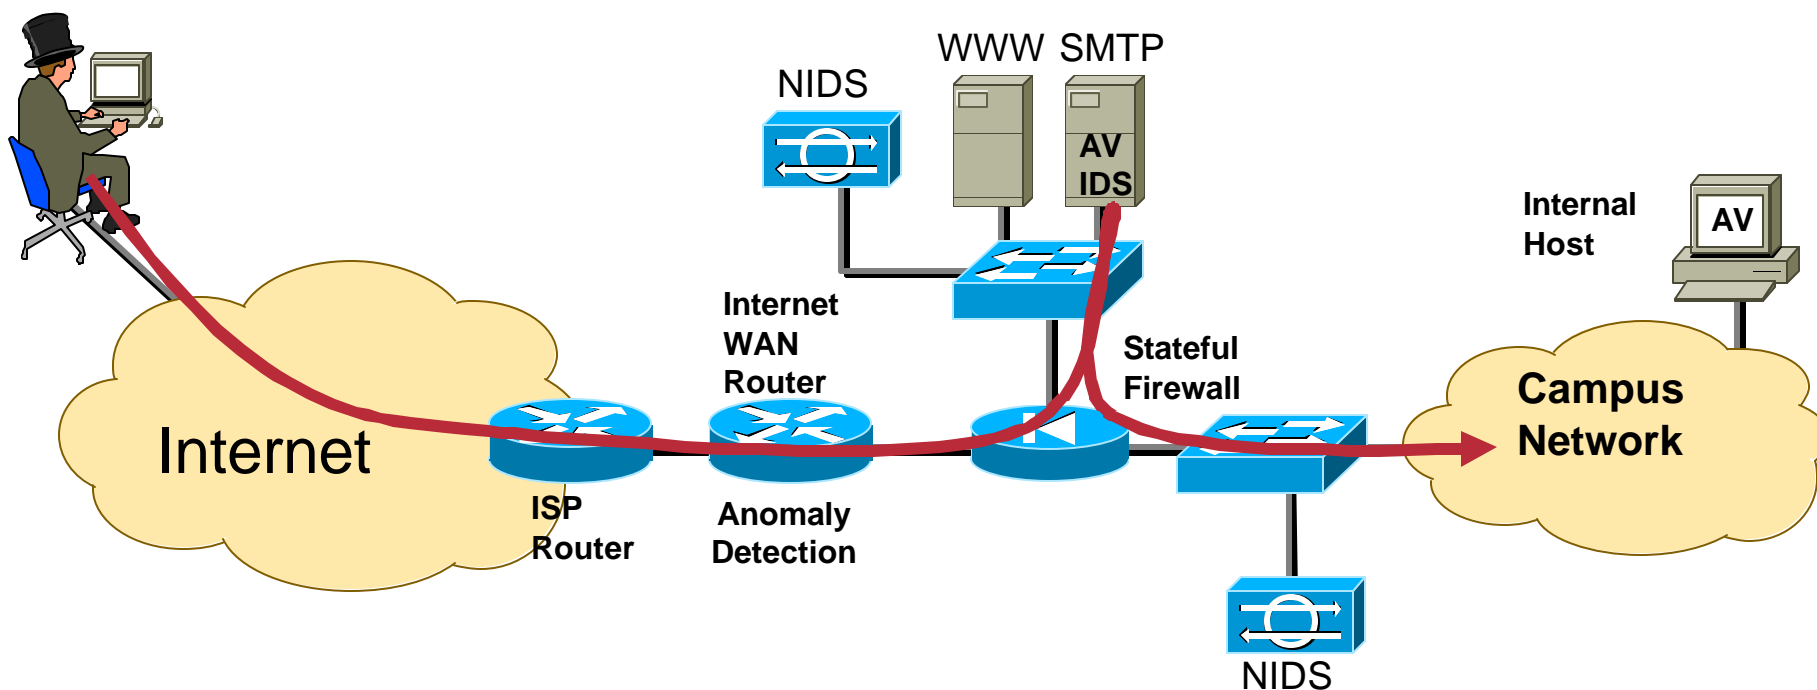 WWW
SMTP
NIDS
AV
IDS
Internal
Host
AV
Internet
WAN
Router
Stateful
Firewall
Campus
Network
Internet
ISP
Router
Anomaly
Detection
NIDS